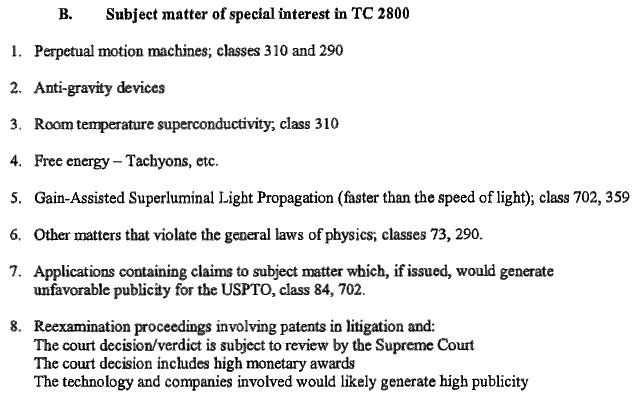 B. Subject matter of special interest in TC 2800
1. Perpetual motion machines; classes 310 and 290
2. Anti-gravity devices
3. Room temperature superconductivity; class 310
4. Free energy – Tachyons, etc.
5. Gain-Assisted Superluminal Light Propagation (faster than the speed of light); class 702, 359
6. Other matters that violate the general laws of physics; classes 73, 290.
7. Applications containing claims to subject matter which, if issued, would generate
unfavorable publicity for the USPTO, class 84, 702.
8. Reexamination proceedings involving patents in litigation and:
The court decision/verdict is subject to review by the Supreme Court
The court decision includes high monetary awards
The technology and companies involved would likely generate high publicity